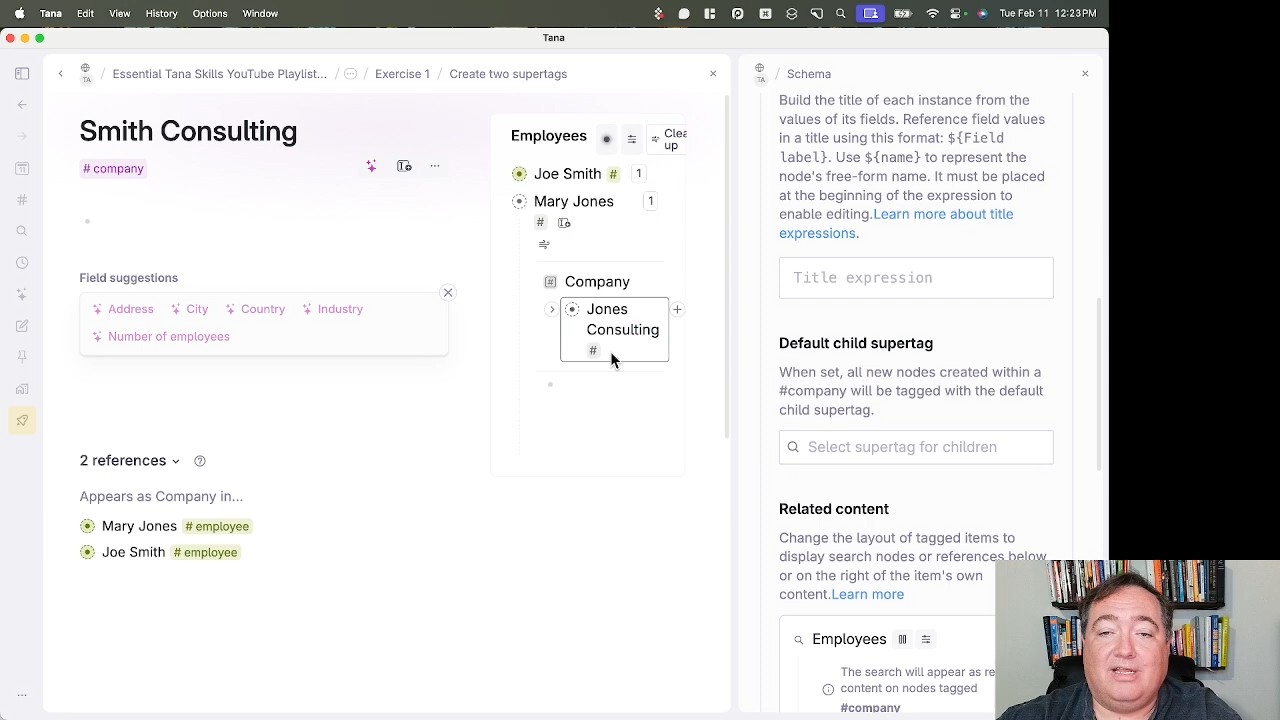 Tana Edit View History Options Window Tue Feb 11 12:23 PM
Tana
TA / Essential Tana Skills YouTube Playlist... / / Exercise 1 / Create two supertags
TA / Schema
Smith Consulting
# company
Field suggestions
Address City Country Industry
Number of employees
2 references
Appears as Company in...
Mary Jones # employee
Joe Smith # employee
Employees Clea
up
Joe Smith # 1
Mary Jones 1
#
Company
Jones
Consulting
#
Build the title of each instance from the
values of its fields. Reference field values
in a title using this format: ${Field
label}. Use ${name} to represent the
node's free-form name. It must be placed
at the beginning of the expression to
enable editing.Learn more about title
expressions.
Title expression
Default child supertag
When set, all new nodes created within a
#company will be tagged with the default
child supertag.
Select supertag for children
Related content
Change the layout of tagged items to
display search nodes or references below
or on the right of the item's own
content.Learn more
Employees
The search will appear as re
content on nodes tagged
#company